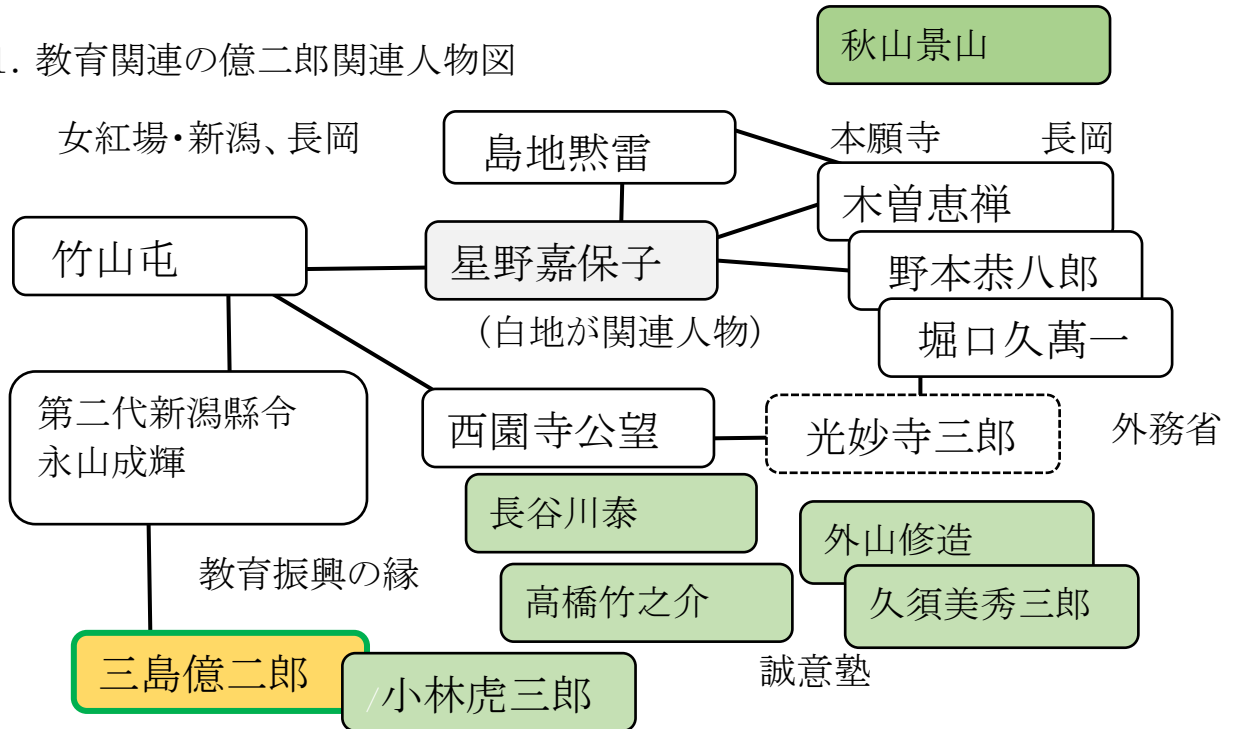 1. 教育関連の億二郎関連人物図
秋山景山
女紅場・新潟、長岡
島地黙雷
本願寺
長岡
木曽恵禅
竹山屯
星野嘉保子
野本恭八郎
(白地が関連人物)
堀口久萬一
第二代新潟縣令
永山成輝
西園寺公望
光妙寺三郎
外務省
長谷川泰
外山修造
教育振興の縁
高橋竹之介
久須美秀三郎
三島億二郎
/小林虎三郎
誠意塾